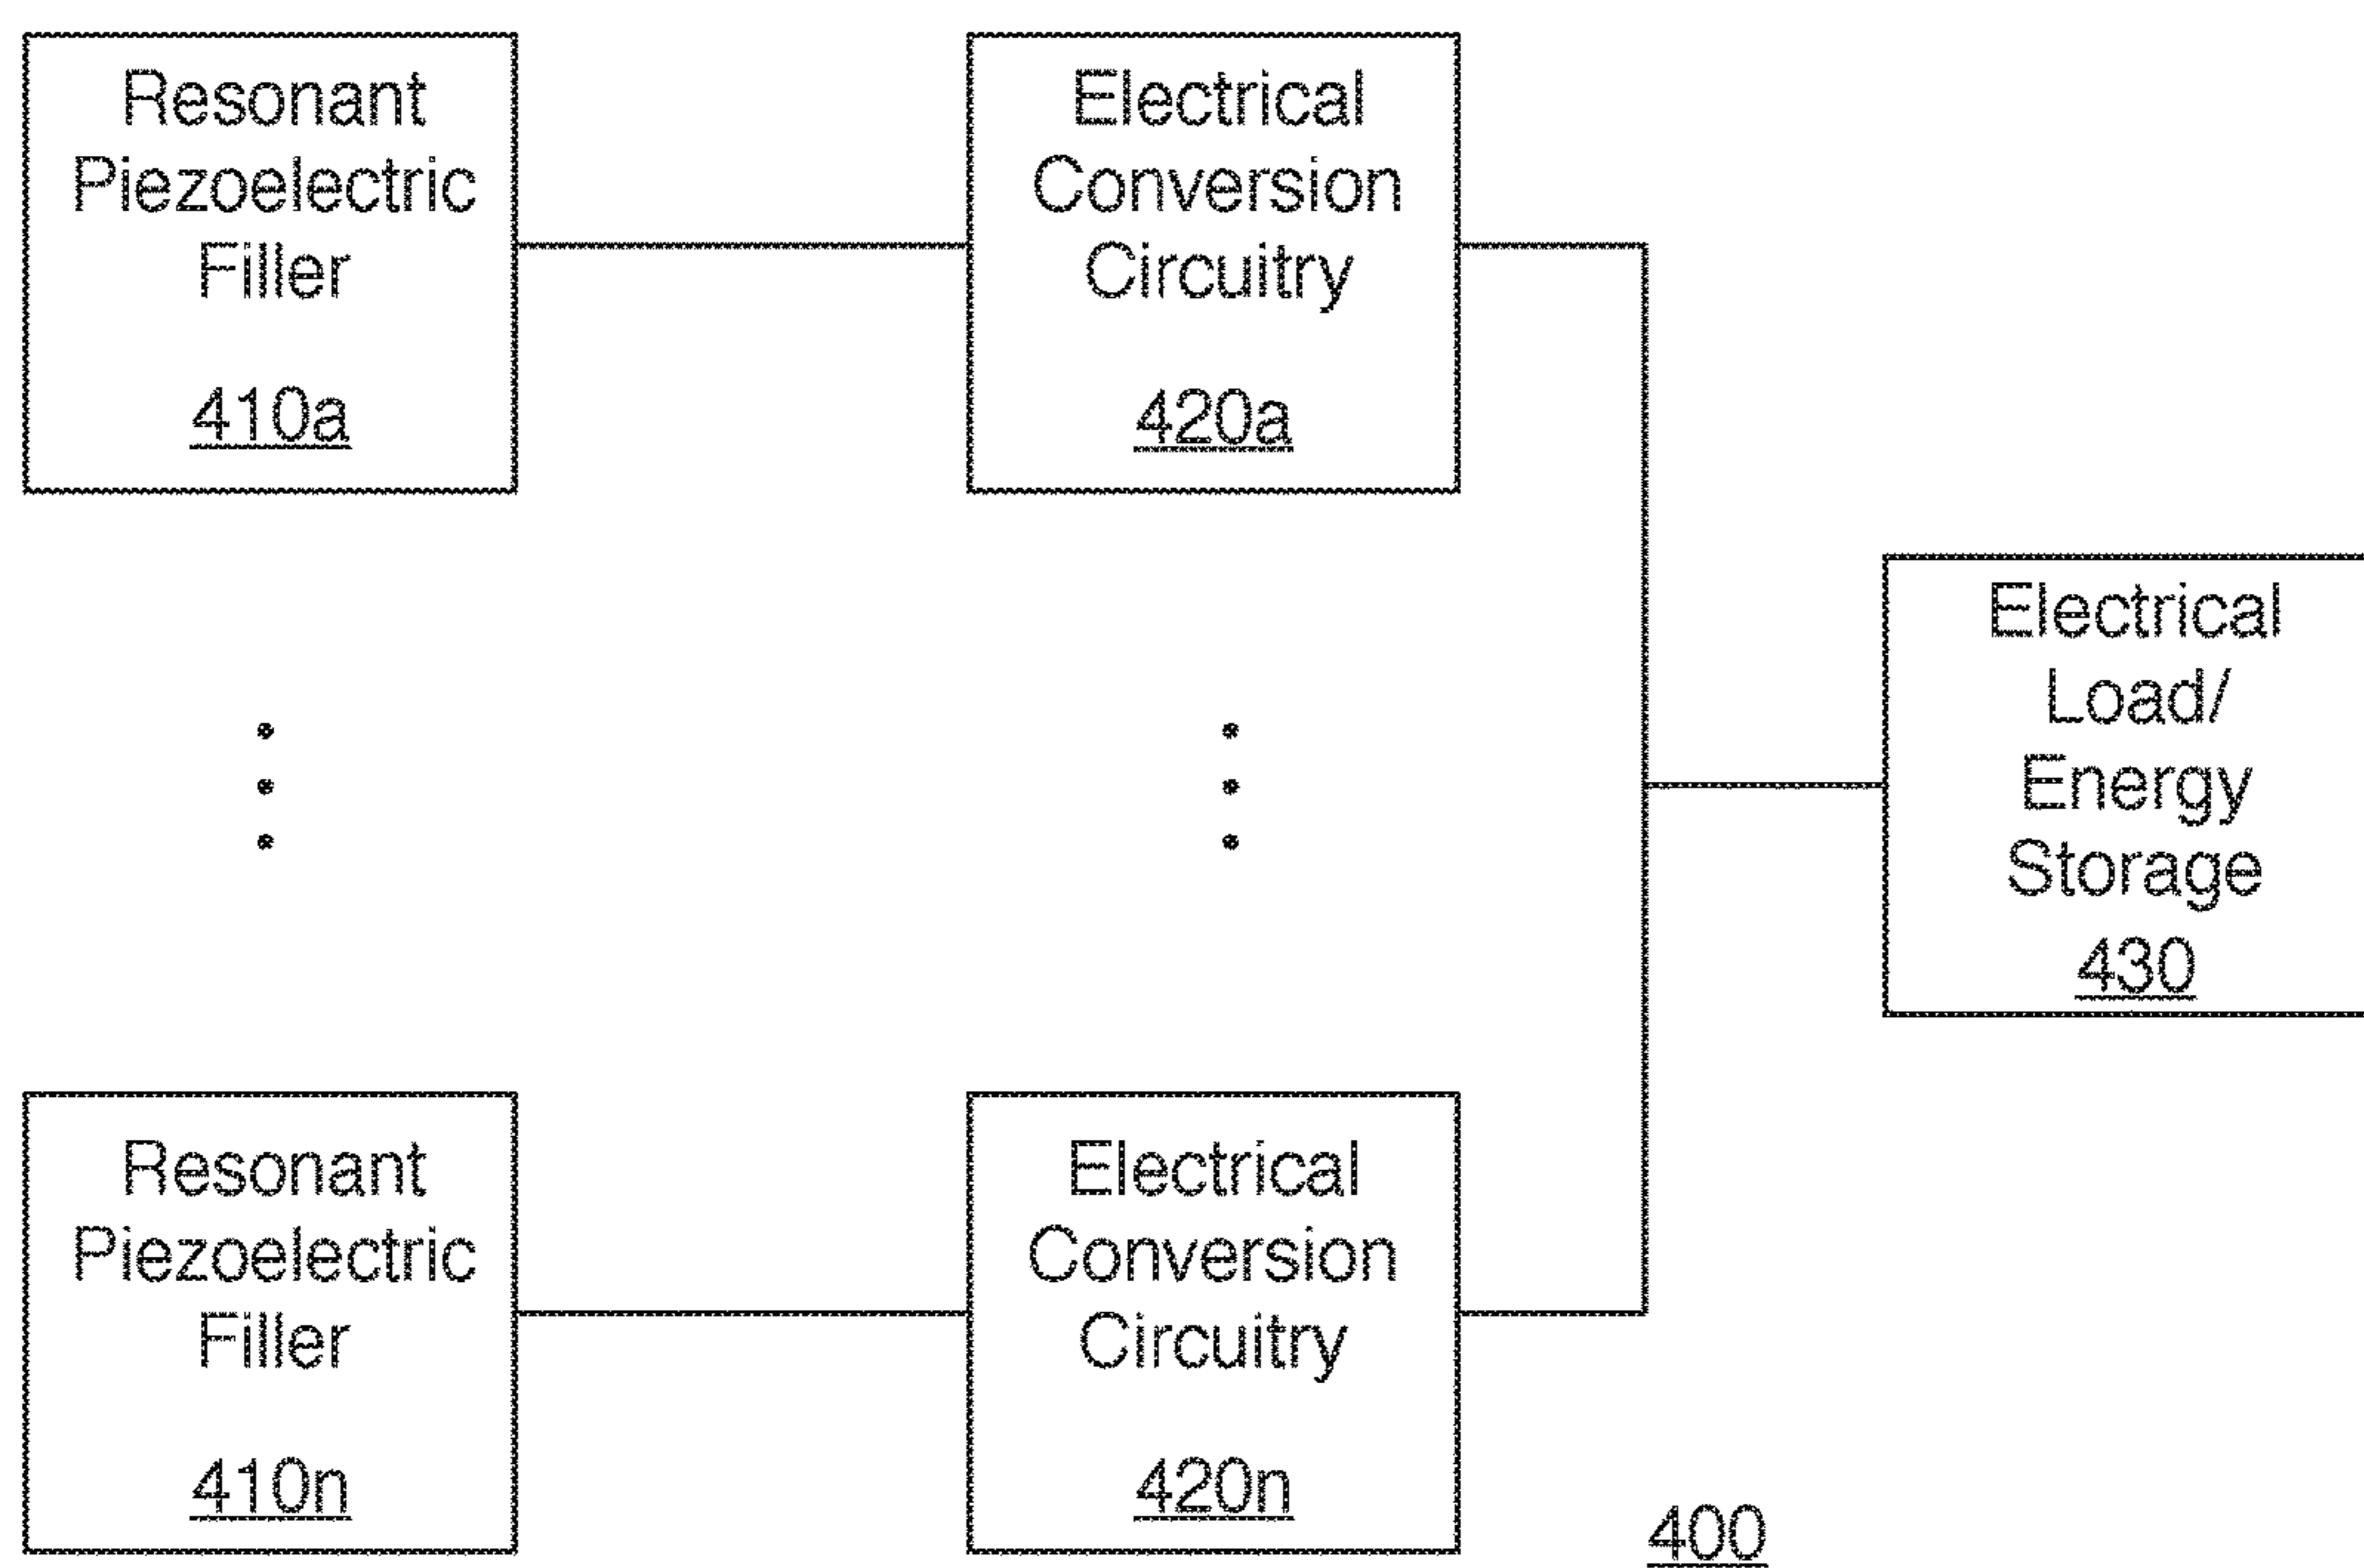 Resonant
Piezoelectric
Filler
410a
Electrical
Conversion
Circuitry
420a
Electrical
Load/
Energy
Storage
430
Resonant
Piezoelectric
Filler
410n
Electrical
Conversion
Circuitry
420n
400